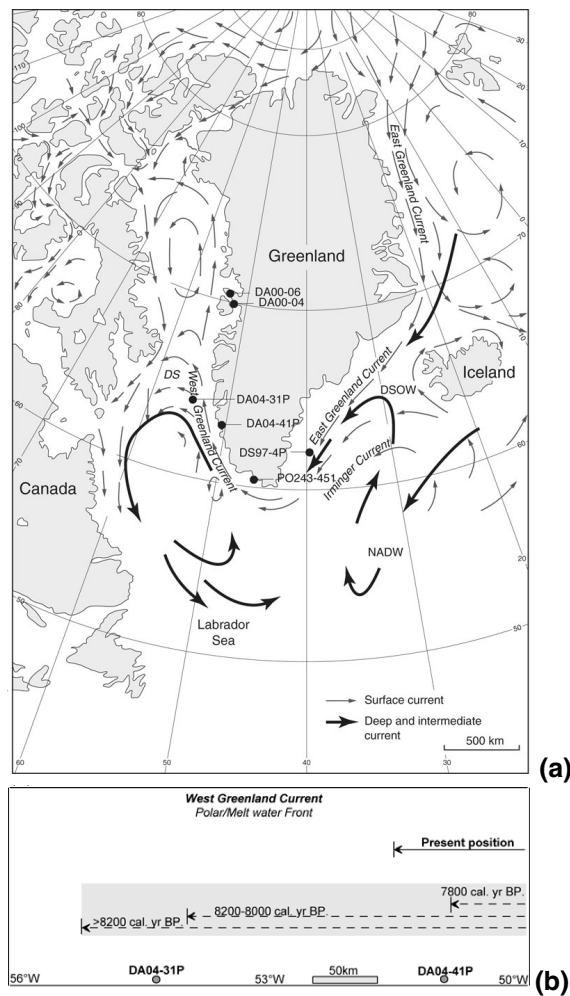 80
80
30
20
110
100
90
80
70
60
50
10
0
70
60
20
50
60
50
40
30
East Greenland Current
Greenland
DA00-06
DA00-04
Iceland
DS
West Greenland Current
DA04-31P
DA04-41P
DS97-4P
PO243-451
East Greenland Current
DSOW
Irminger Current
Canada
NADW
Labrador
Sea
Surface current
Deep and intermediate
current
500 km
(a)
West Greenland Current
Polar/Melt water Front
Present position
7800 cal. yr BP.
8200-8000 cal. yr BP.
>8200 cal. yr BP.
DA04-31P
DA04-41P
56°W
53°W
50km
50°W
(b)